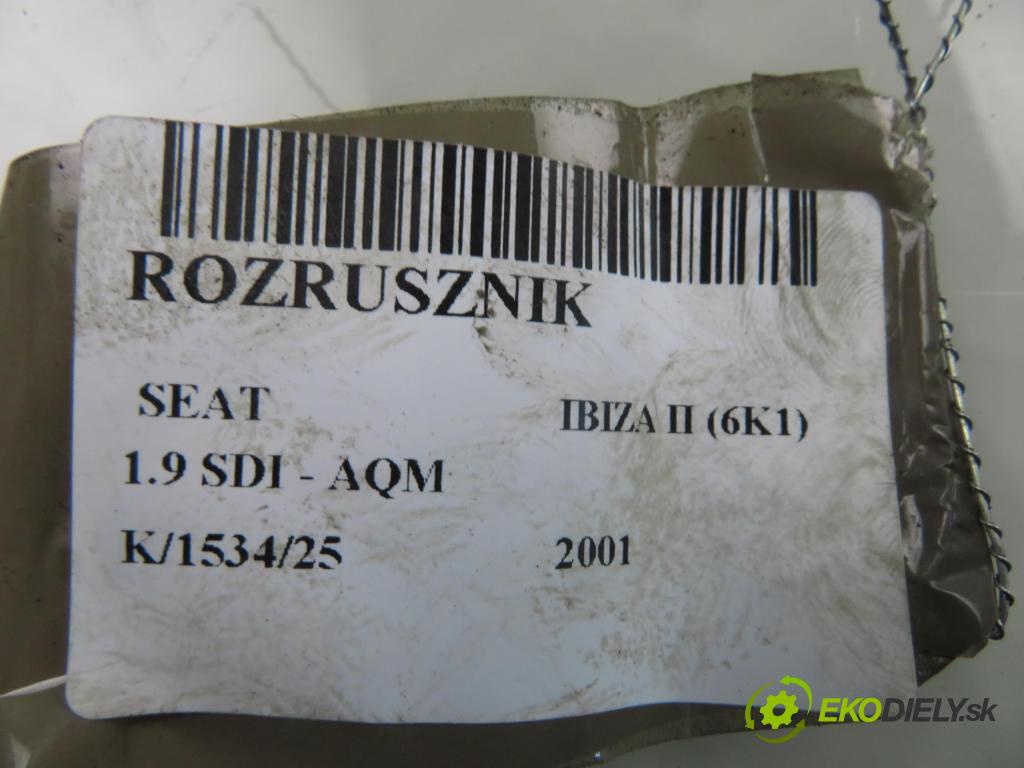 ROZRUSZNIK
SEAT IBIZA II (6K1)
1.9 SDI - AQM
K/1534/25 2001
EKODIELY.sk